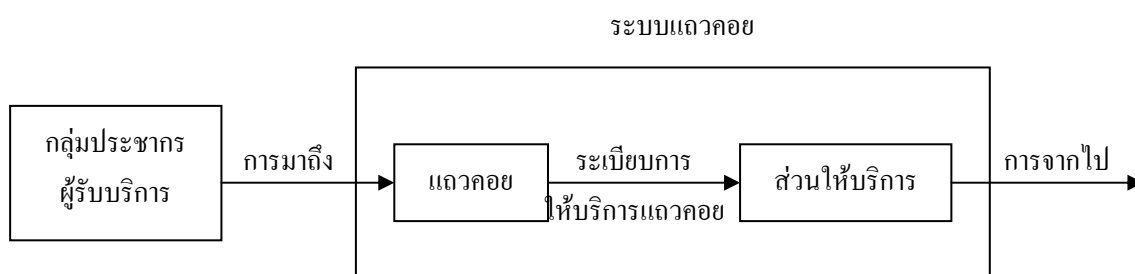 ระบบแถวคอย
กลุ่มประชากร
ผู้รับบริการ
การมาถึง
แถวคอย
ระเบียบการ
ให้บริการแถวคอย
ส่วนให้บริการ
การจากไป